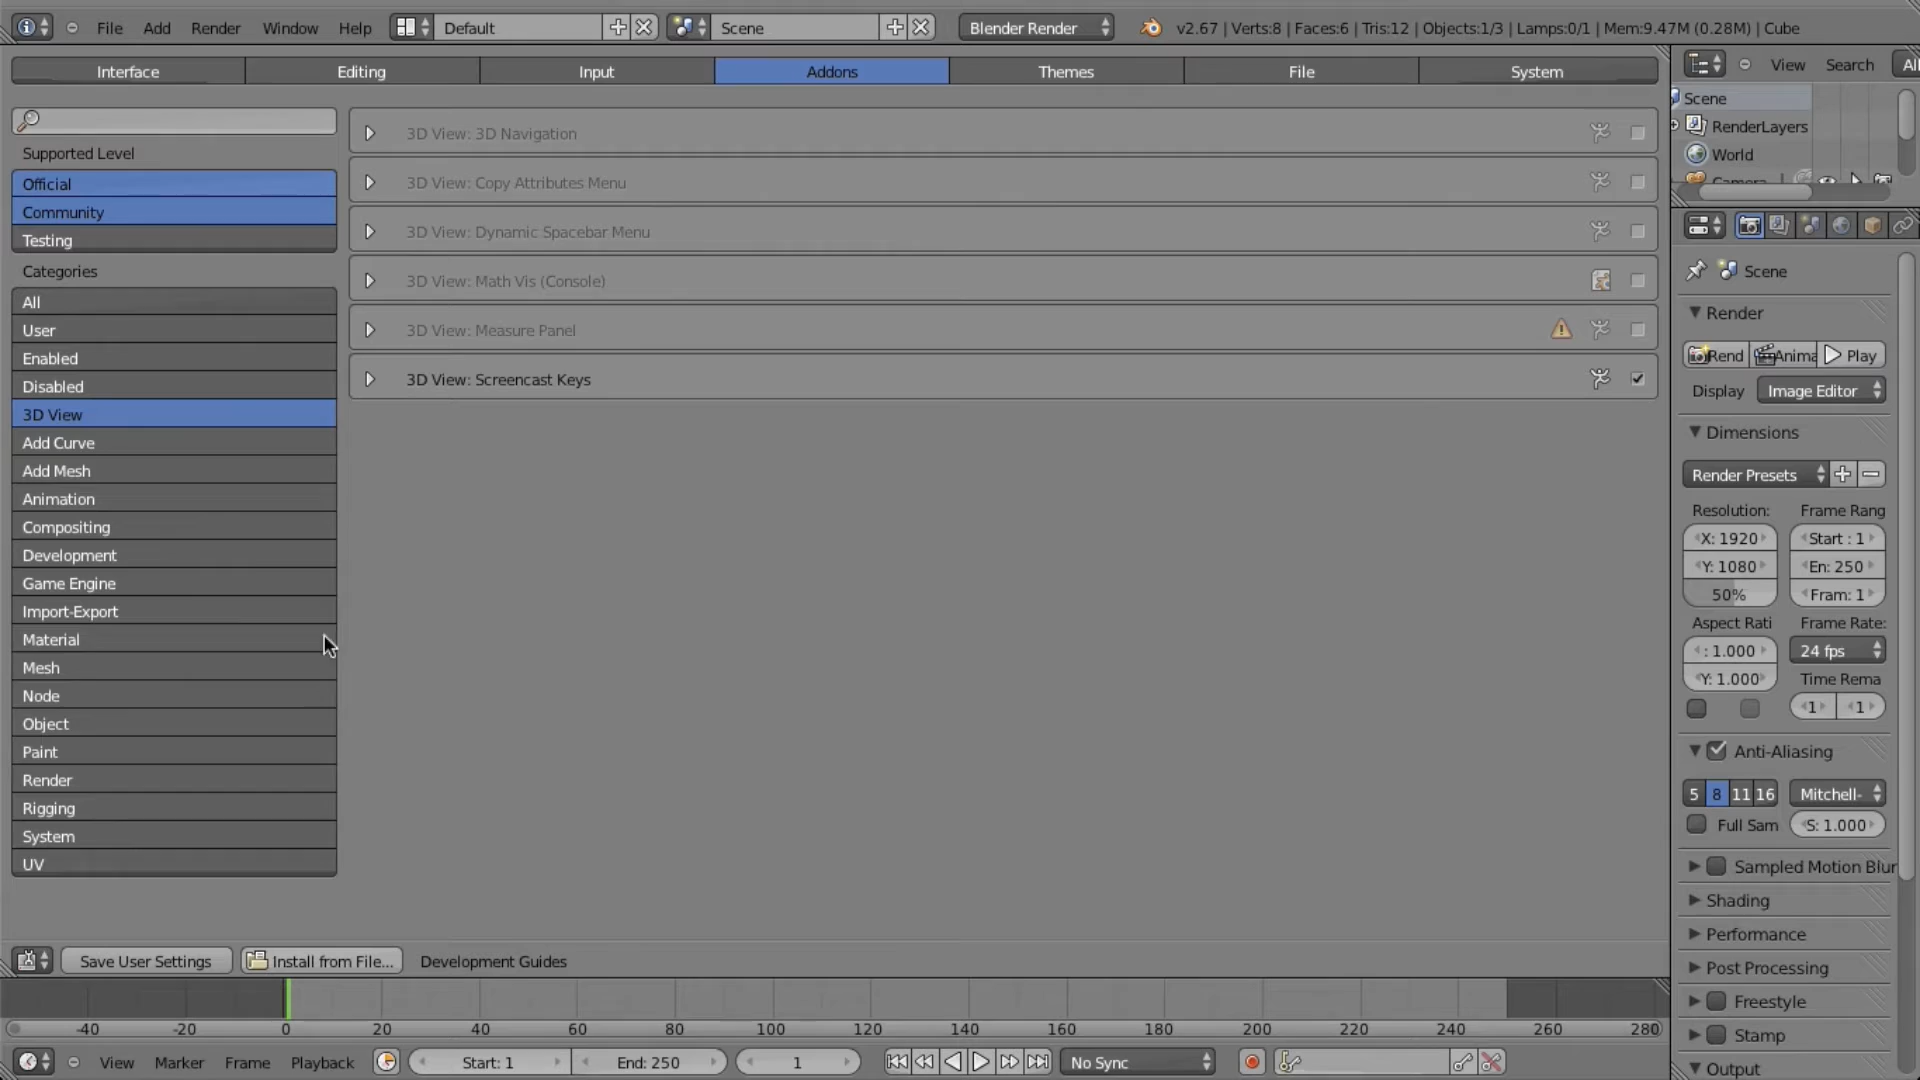 File Add Render Window Help Default Scene Blender Render v2.67 | Verts:8 | Faces:6 | Tris:12 | Objects:1/3 | Lamps:0/1 | Mem:9.47M (0.28M) | Cube
Interface Editing Input Addons Themes File System
Supported Level
Official
Community
Testing
Categories
All
User
Enabled
Disabled
3D View
Add Curve
Add Mesh
Animation
Compositing
Development
Game Engine
Import-Export
Material
Mesh
Node
Object
Paint
Render
Rigging
System
UV
3D View: 3D Navigation
3D View: Copy Attributes Menu
3D View: Dynamic Spacebar Menu
3D View: Math Vis (Console)
3D View: Measure Panel
3D View: Screencast Keys
Save User Settings Install from File... Development Guides
-40 -20 0 20 40 60 80 100 120 140 160 180 200 220 240 260 280
View Marker Frame Playback Start: 1 End: 250 1 No Sync
View Search All
Scene
RenderLayers
World
Camera
Scene
Render
Rend Anima Play
Display Image Editor
Dimensions
Render Presets
Resolution: Frame Rang
X: 1920 Start : 1
Y: 1080 En: 250
50% Fram: 1
Aspect Rati Frame Rate:
: 1.000 24 fps
Y: 1.000 Time Rema
1 1
Anti-Aliasing
5 8 11 16 Mitchell-
Full Sam S: 1.000
Sampled Motion Blur
Shading
Performance
Post Processing
Freestyle
Stamp
Output